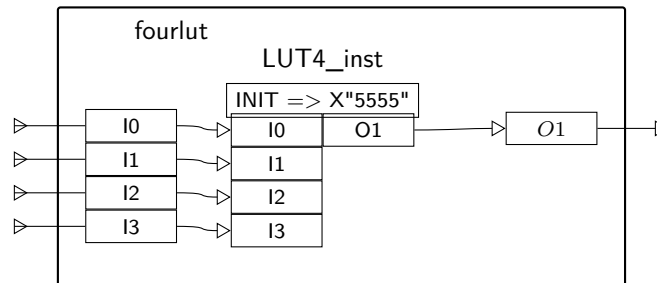 fourlut
LUT4_inst
INIT => X"5555"
I0 I0 O1 O1
I1 I1
I2 I2
I3 I3